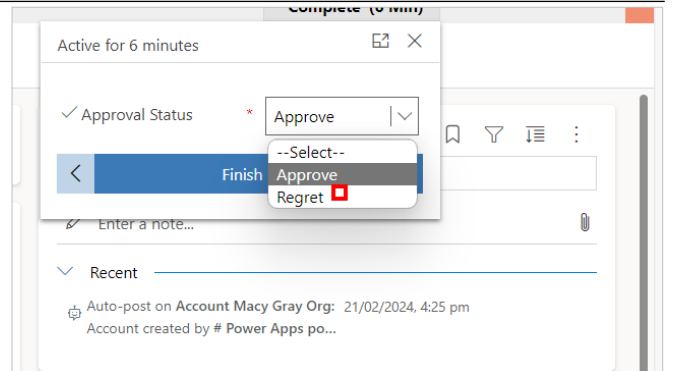 Complete (6 Min)
Active for 6 minutes
Approval Status * Approve
--Select--
Approve
Regret
Finish
Enter a note...
Recent
Auto-post on Account Macy Gray Org: 21/02/2024, 4:25 pm
Account created by # Power Apps po...